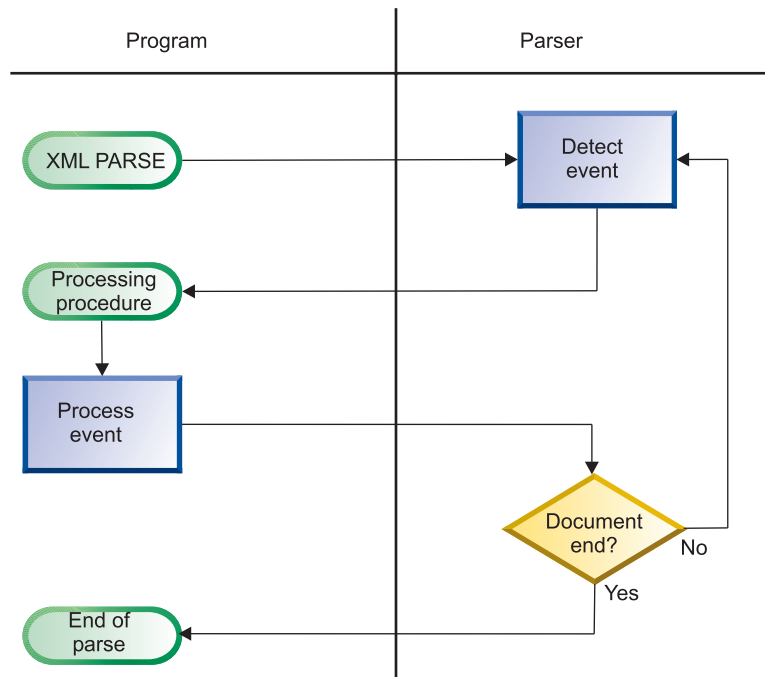 Program
Parser
XML PARSE
Detect
event
Processing
procedure
Process
event
Document
end?
No
Yes
End of
parse